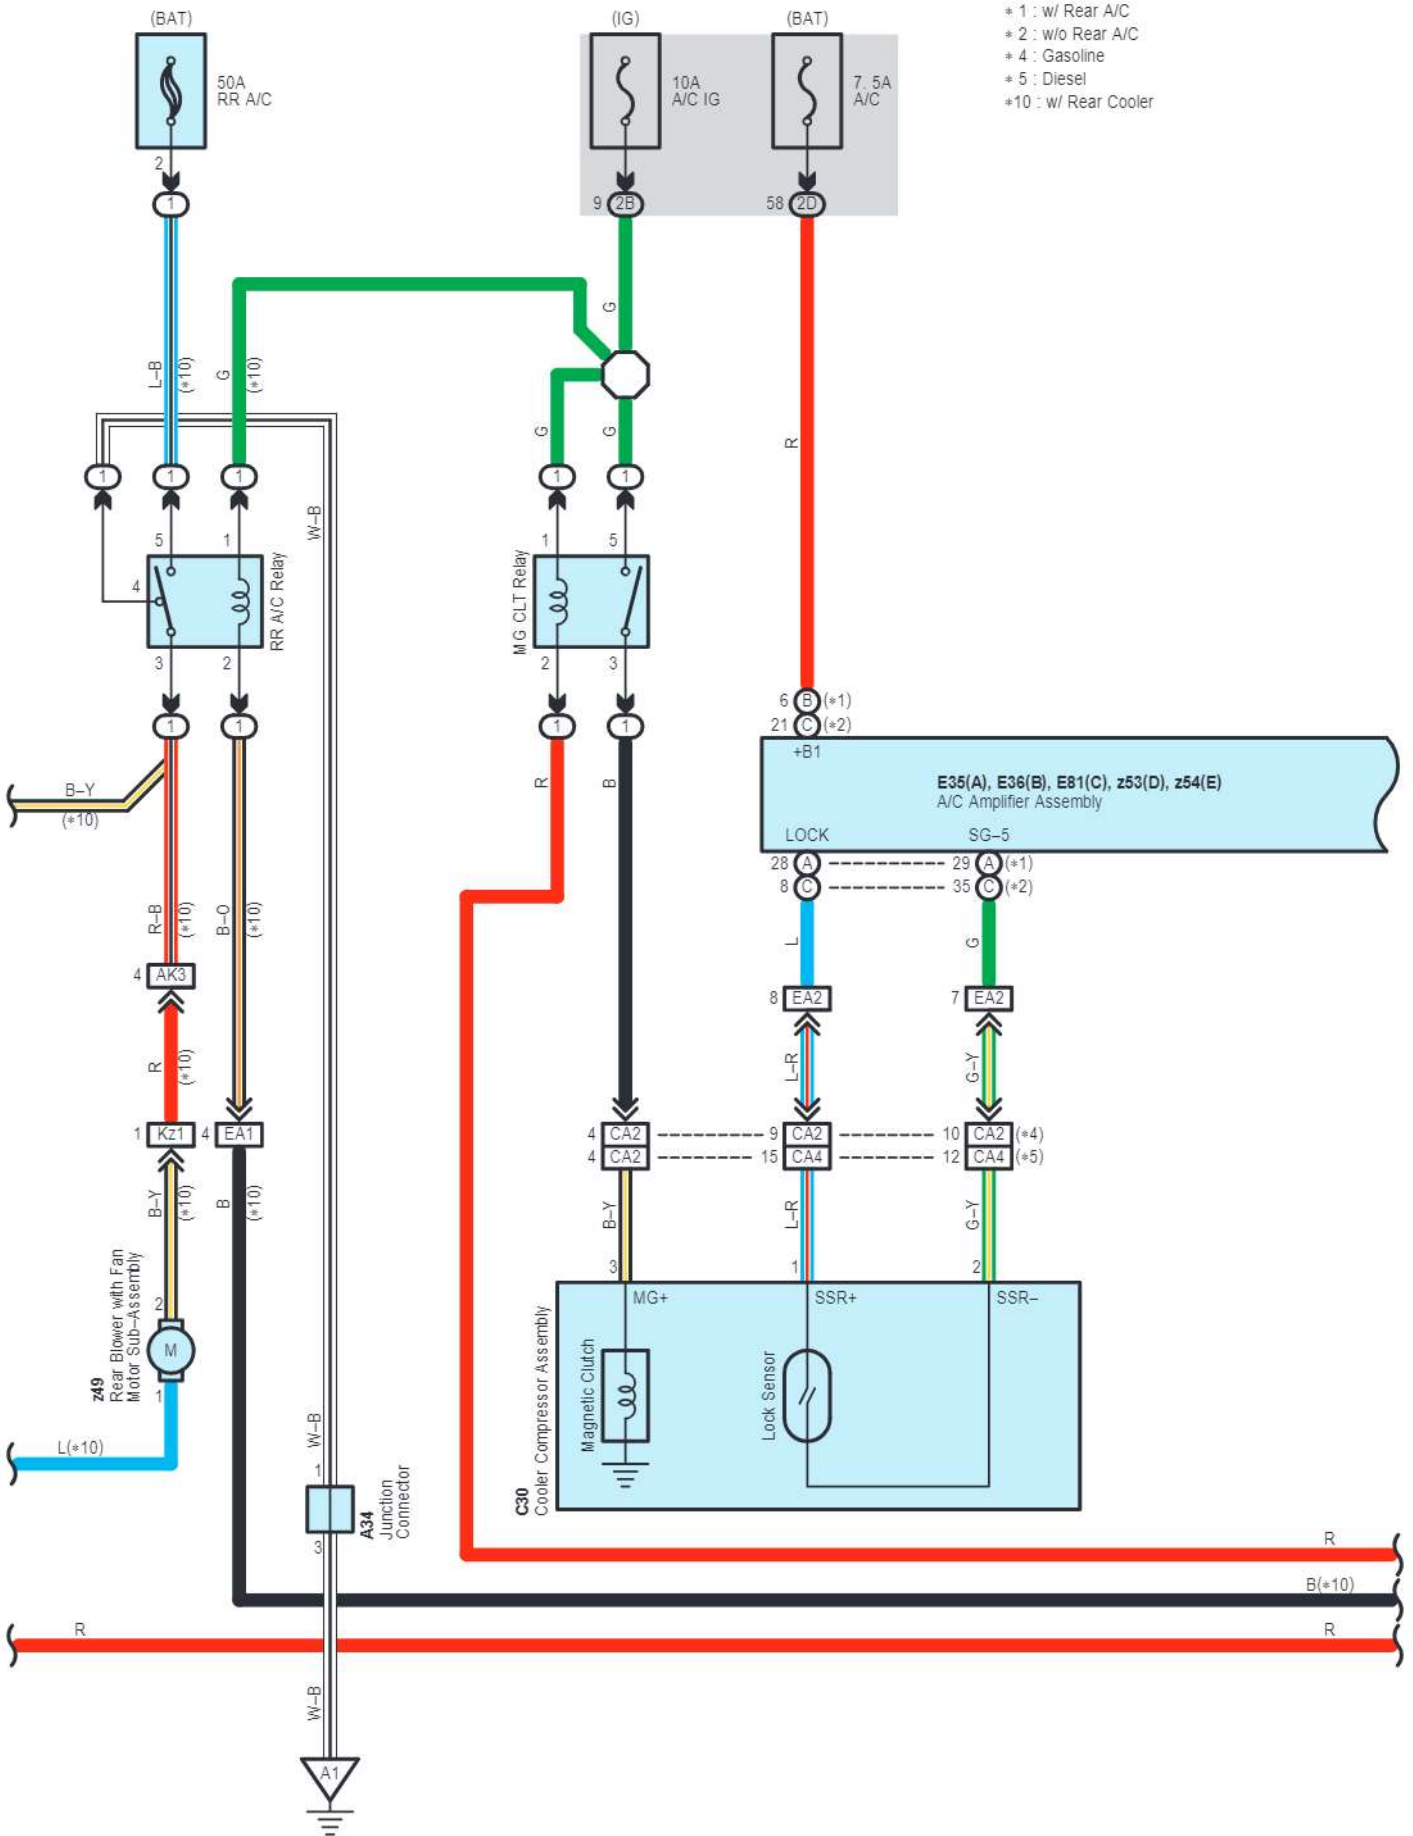 (BAT)
(IG)
(BAT)
∗ 1 : w/ Rear A/C
∗ 2 : w/o Rear A/C
∗ 4 : Gasoline
∗ 5 : Diesel
∗10 : w/ Rear Cooler
50A
RR A/C
10A
A/C IG
7. 5A
A/C
2
1
9 2B
58 2D
G
L–B
(∗10)
G
(∗10)
G
G
R
1
1
1
1
1
W–B
5
1
1
5
4
RR A/C Relay
MG CLT Relay
3
2
2
3
1
1
1
1
6 B (∗1)
21 C (∗2)
+B1
E35(A), E36(B), E81(C), z53(D), z54(E)
A/C Amplifier Assembly
LOCK
SG–5
B–Y
(∗10)
R
B
28 A
29 A (∗1)
8 C
35 C (∗2)
R–B
(∗10)
B–O
(∗10)
L
G
4 AK3
8 EA2
7 EA2
R
(∗10)
L–R
G–Y
1 Kz1
4 EA1
4 CA2
9 CA2
10 CA2 (∗4)
4 CA2
15 CA4
12 CA4 (∗5)
B–Y
(∗10)
B
(∗10)
B–Y
L–R
G–Y
3
1
2
MG+
SSR+
SSR–
z49
Rear Blower with Fan
Motor Sub–Assembly
2
M
1
C30
Cooler Compressor Assembly
Magnetic Clutch
Lock Sensor
L(∗10)
W–B
1
A34
Junction
Connector
3
R
B(∗10)
R
R
W–B
A1